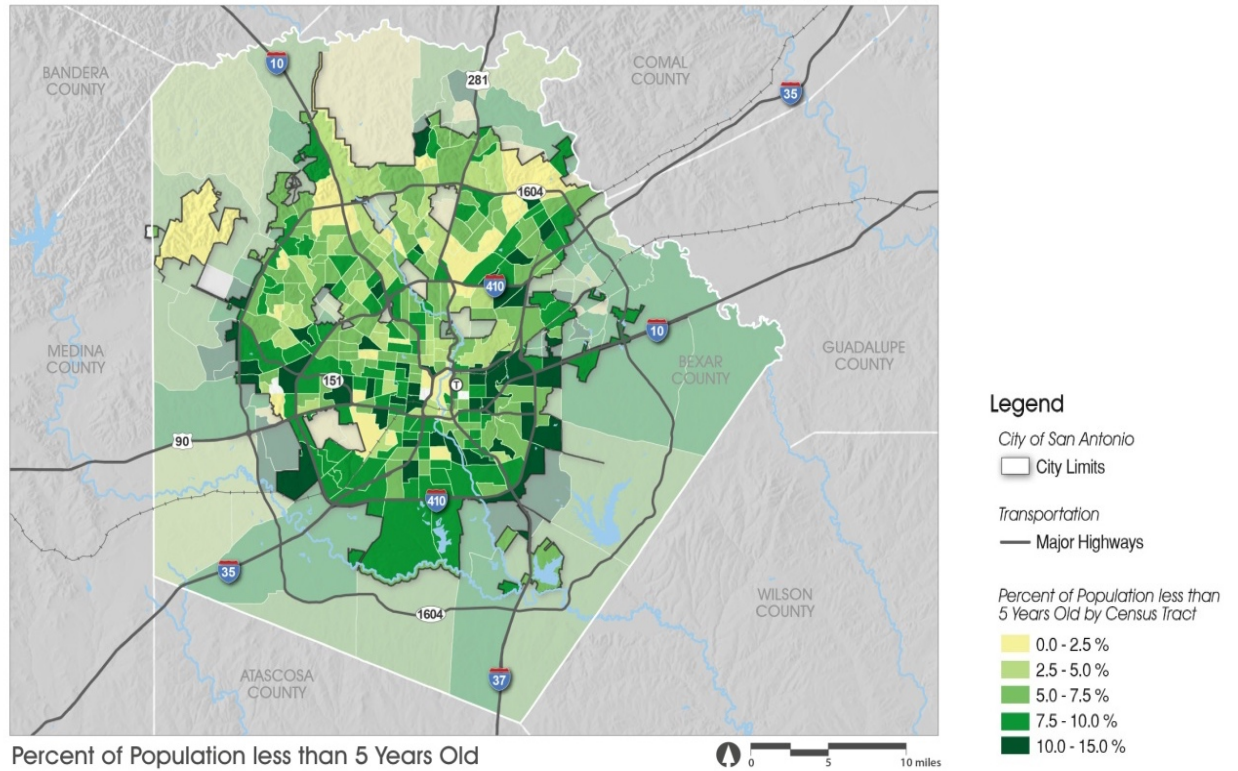 10
281
35
BANDERA
COUNTY
COMAL
COUNTY
1604
410
10
MEDINA
COUNTY
BEXAR
COUNTY
GUADALUPE
COUNTY
151
T
90
410
35
1604
WILSON
COUNTY
ATASCOSA
COUNTY
37
Legend
City of San Antonio
City Limits
Transportation
Major Highways
Percent of Population less than
5 Years Old by Census Tract
0.0 - 2.5 %
2.5 - 5.0 %
5.0 - 7.5 %
7.5 - 10.0 %
10.0 - 15.0 %
Percent of Population less than 5 Years Old
0 5 10 miles